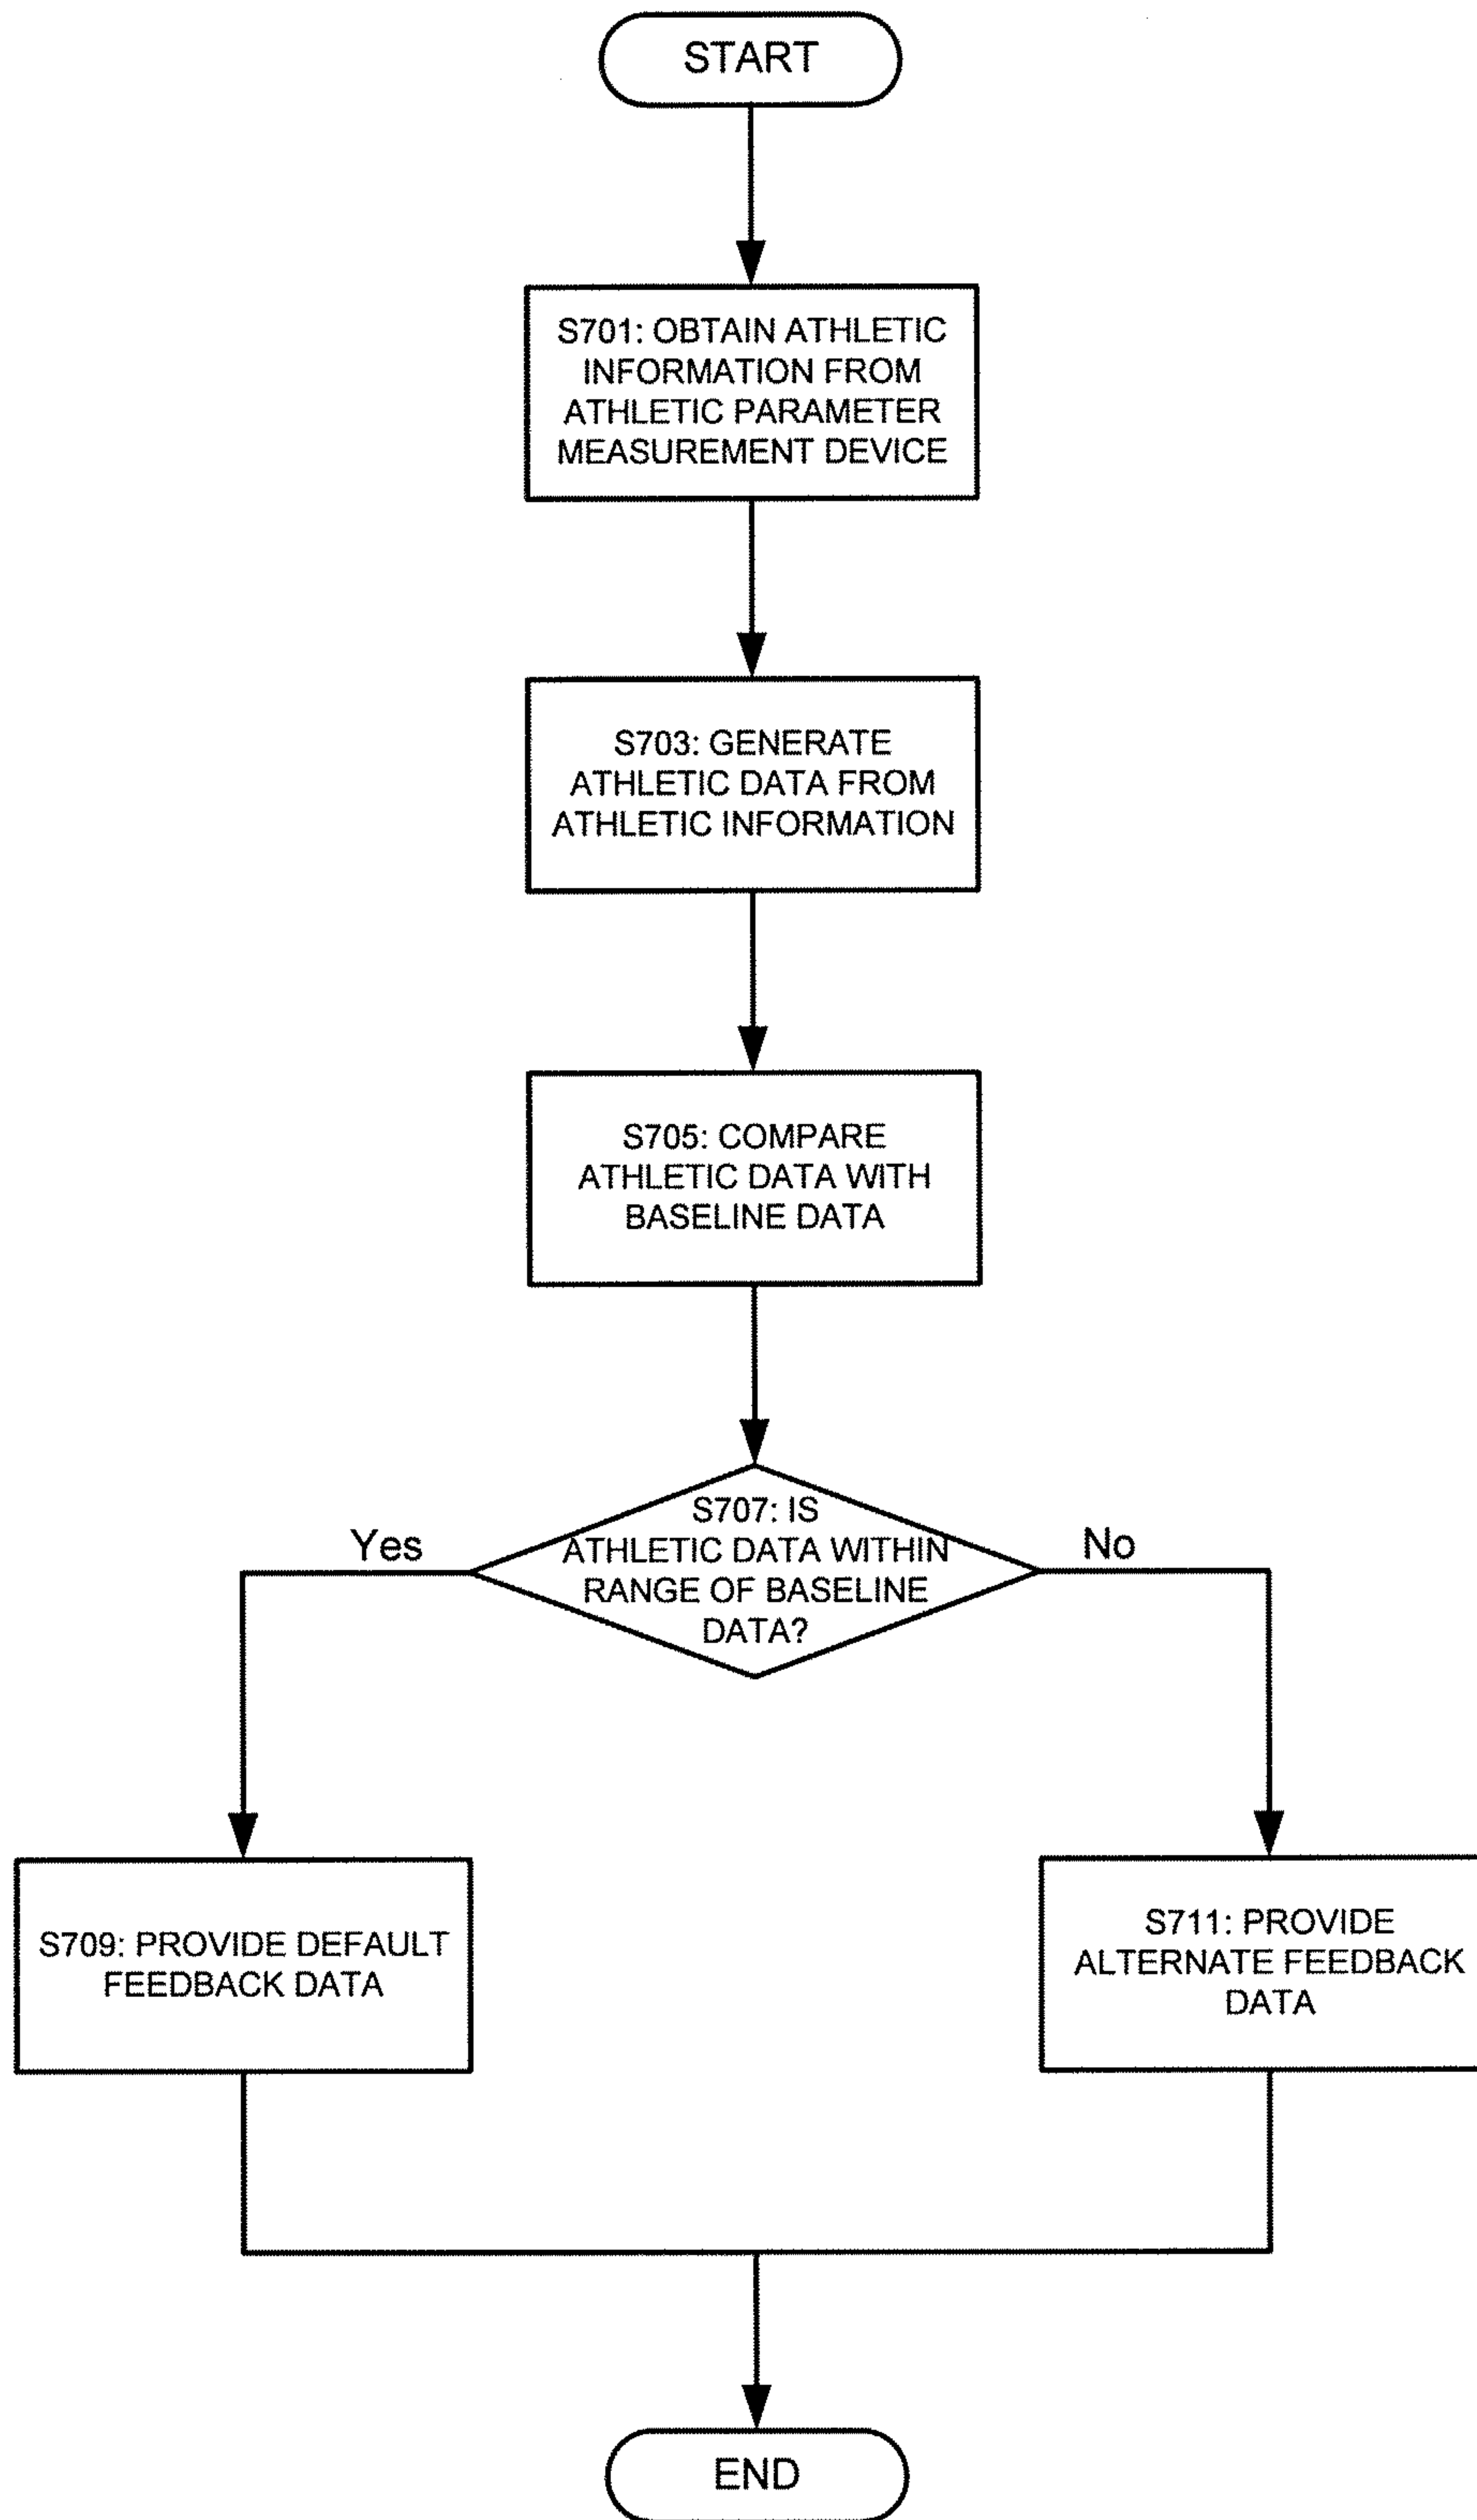 START
S701: OBTAIN ATHLETIC
INFORMATION FROM
ATHLETIC PARAMETER
MEASUREMENT DEVICE
S703: GENERATE
ATHLETIC DATA FROM
ATHLETIC INFORMATION
S705: COMPARE
ATHLETIC DATA WITH
BASELINE DATA
S707: IS
ATHLETIC DATA WITHIN
RANGE OF BASELINE
DATA?
Yes
No
S709: PROVIDE DEFAULT
FEEDBACK DATA
S711: PROVIDE
ALTERNATE FEEDBACK
DATA
END